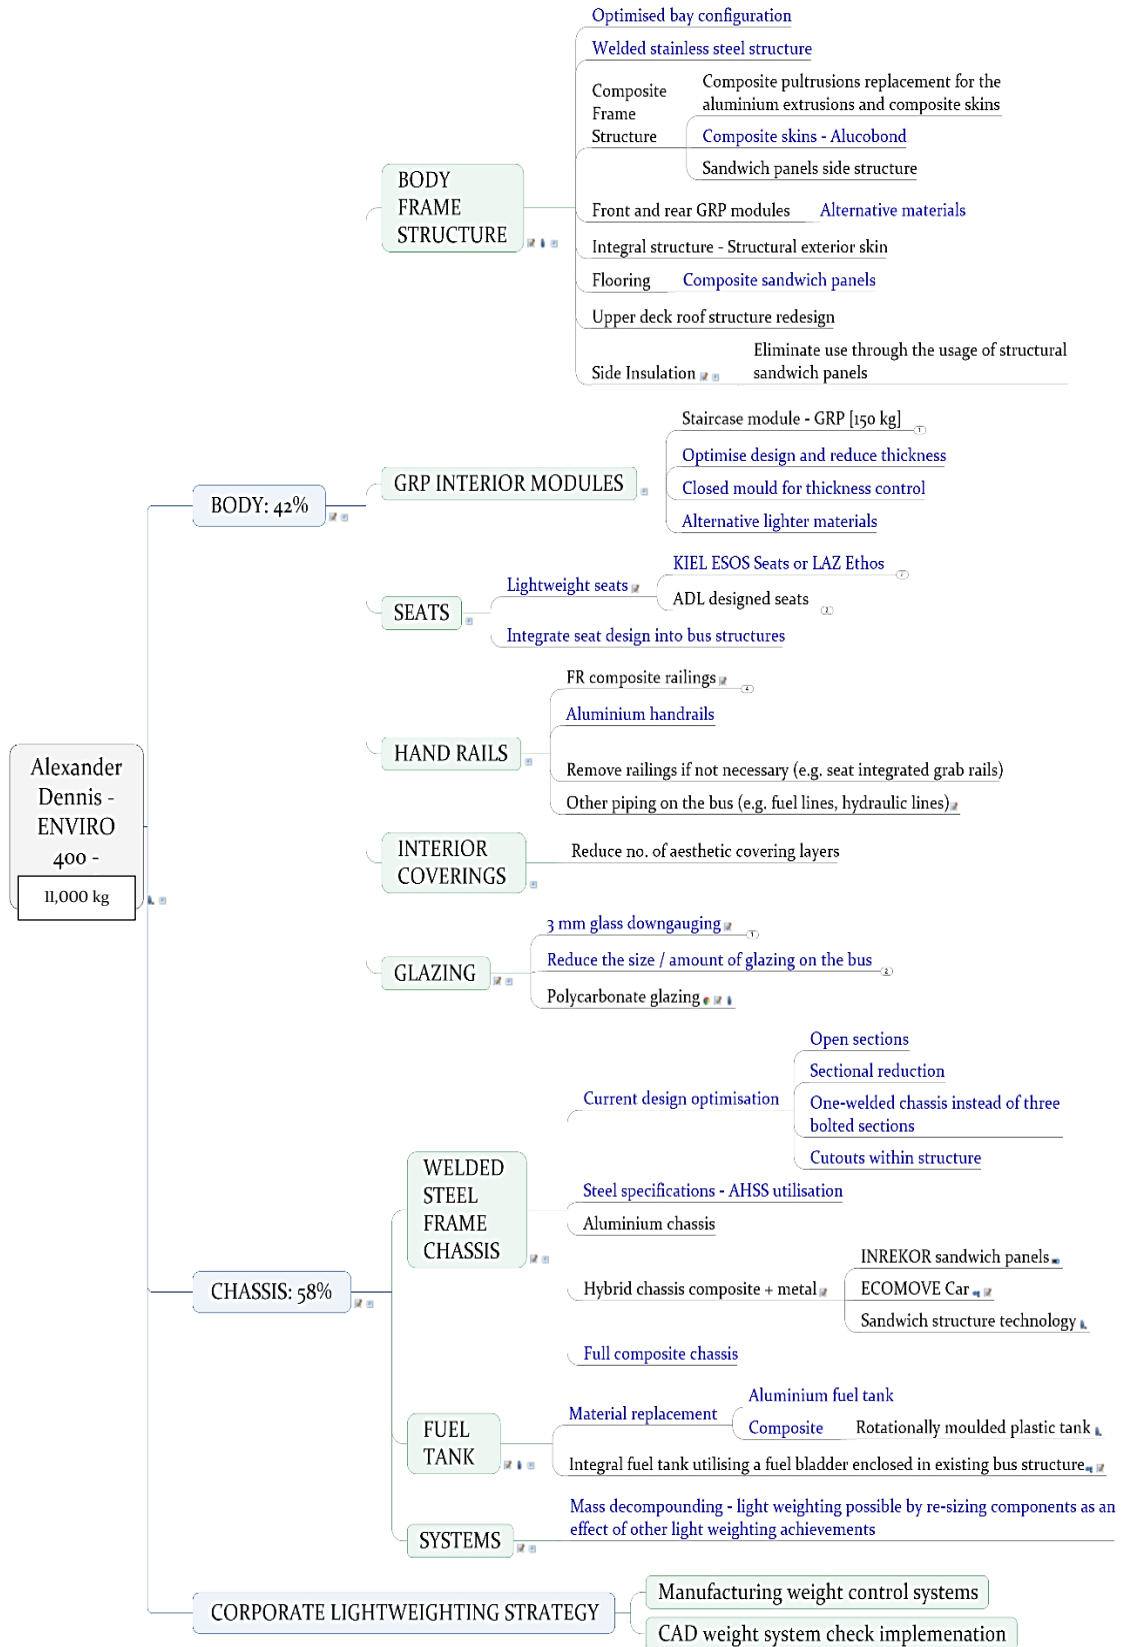 Alexander
Dennis -
ENVIRO
400 -
11,000 kg
BODY: 42%
BODY
FRAME
STRUCTURE
Optimised bay configuration
Welded stainless steel structure
Composite
Frame
Structure
Composite pultrusions replacement for the
aluminium extrusions and composite skins
Composite skins - Alucobond
Sandwich panels side structure
Front and rear GRP modules
Alternative materials
Integral structure - Structural exterior skin
Flooring
Composite sandwich panels
Upper deck roof structure redesign
Side Insulation
Eliminate use through the usage of structural
sandwich panels
GRP INTERIOR MODULES
Staircase module - GRP [150 kg]
1
Optimise design and reduce thickness
Closed mould for thickness control
Alternative lighter materials
SEATS
Lightweight seats
KIEL ESOS Seats or LAZ Ethos
ADL designed seats
2
Integrate seat design into bus structures
HAND RAILS
FR composite railings
4
Aluminium handrails
Remove railings if not necessary (e.g. seat integrated grab rails)
Other piping on the bus (e.g. fuel lines, hydraulic lines)
INTERIOR
COVERINGS
Reduce no. of aesthetic covering layers
GLAZING
3 mm glass downgauging
1
Reduce the size / amount of glazing on the bus
2
Polycarbonate glazing
CHASSIS: 58%
WELDED
STEEL
FRAME
CHASSIS
Current design optimisation
Open sections
Sectional reduction
One-welded chassis instead of three
bolted sections
Cutouts within structure
Steel specifications - AHSS utilisation
Aluminium chassis
Hybrid chassis composite + metal
INREKOR sandwich panels
ECOMOVE Car
Sandwich structure technology
Full composite chassis
FUEL
TANK
Material replacement
Aluminium fuel tank
Composite
Rotationally moulded plastic tank
Integral fuel tank utilising a fuel bladder enclosed in existing bus structure
SYSTEMS
Mass decompounding - light weighting possible by re-sizing components as an
effect of other light weighting achievements
CORPORATE LIGHTWEIGHTING STRATEGY
Manufacturing weight control systems
CAD weight system check implemenation